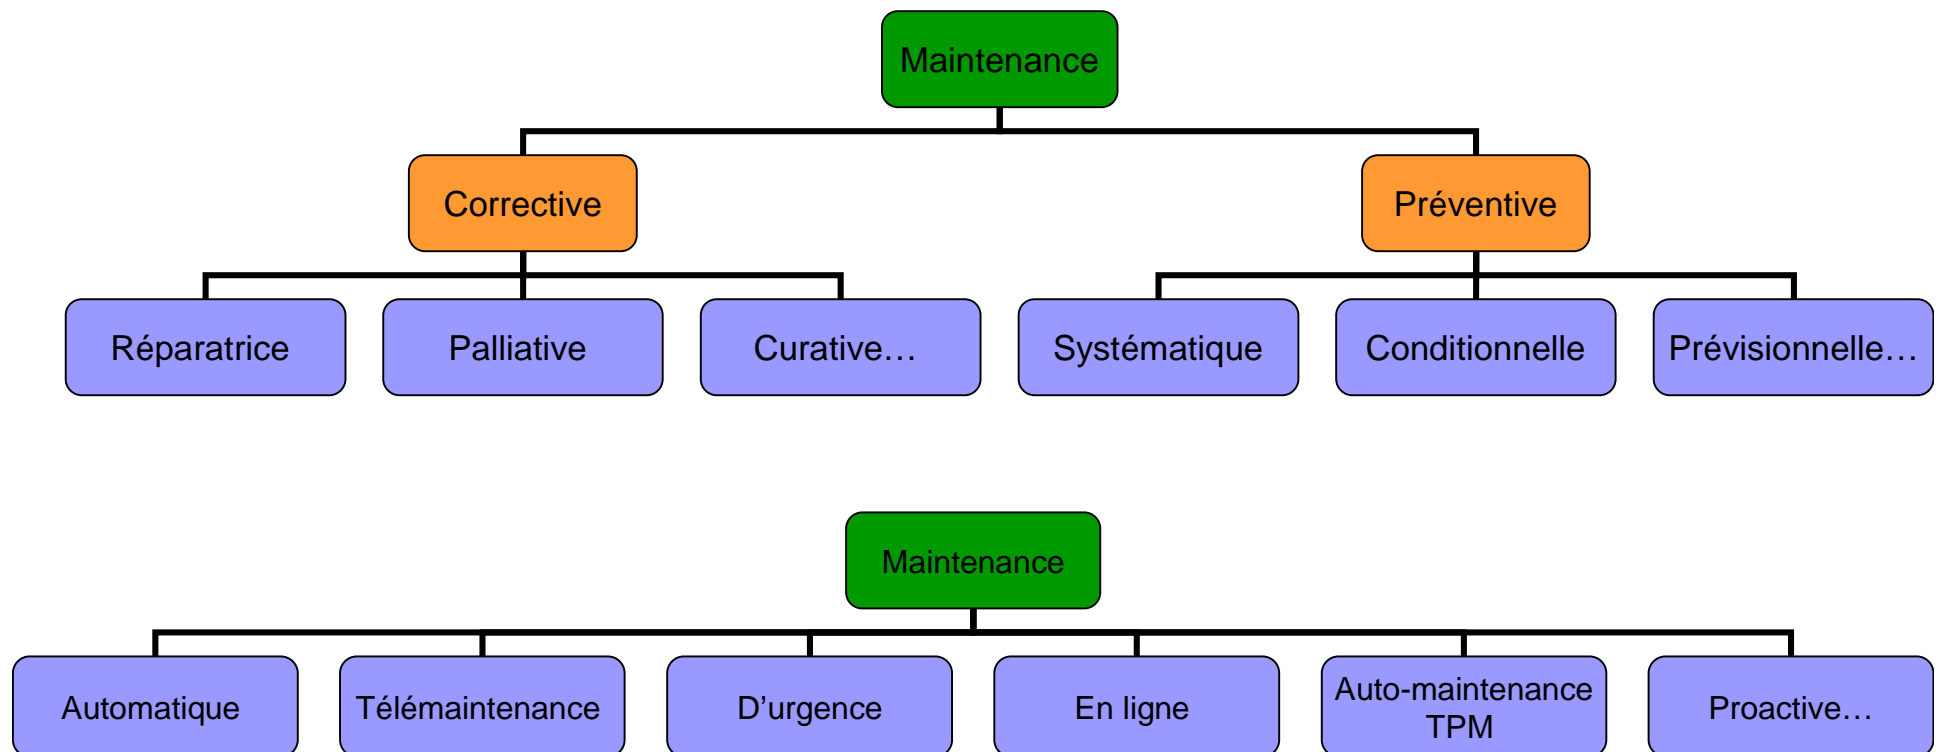 Maintenance
Corrective
Préventive
Réparatrice
Palliative
Curative…
Systématique
Conditionnelle
Prévisionnelle…
Maintenance
Automatique
Télémaintenance
D’urgence
En ligne
Auto-maintenance
TPM
Proactive…